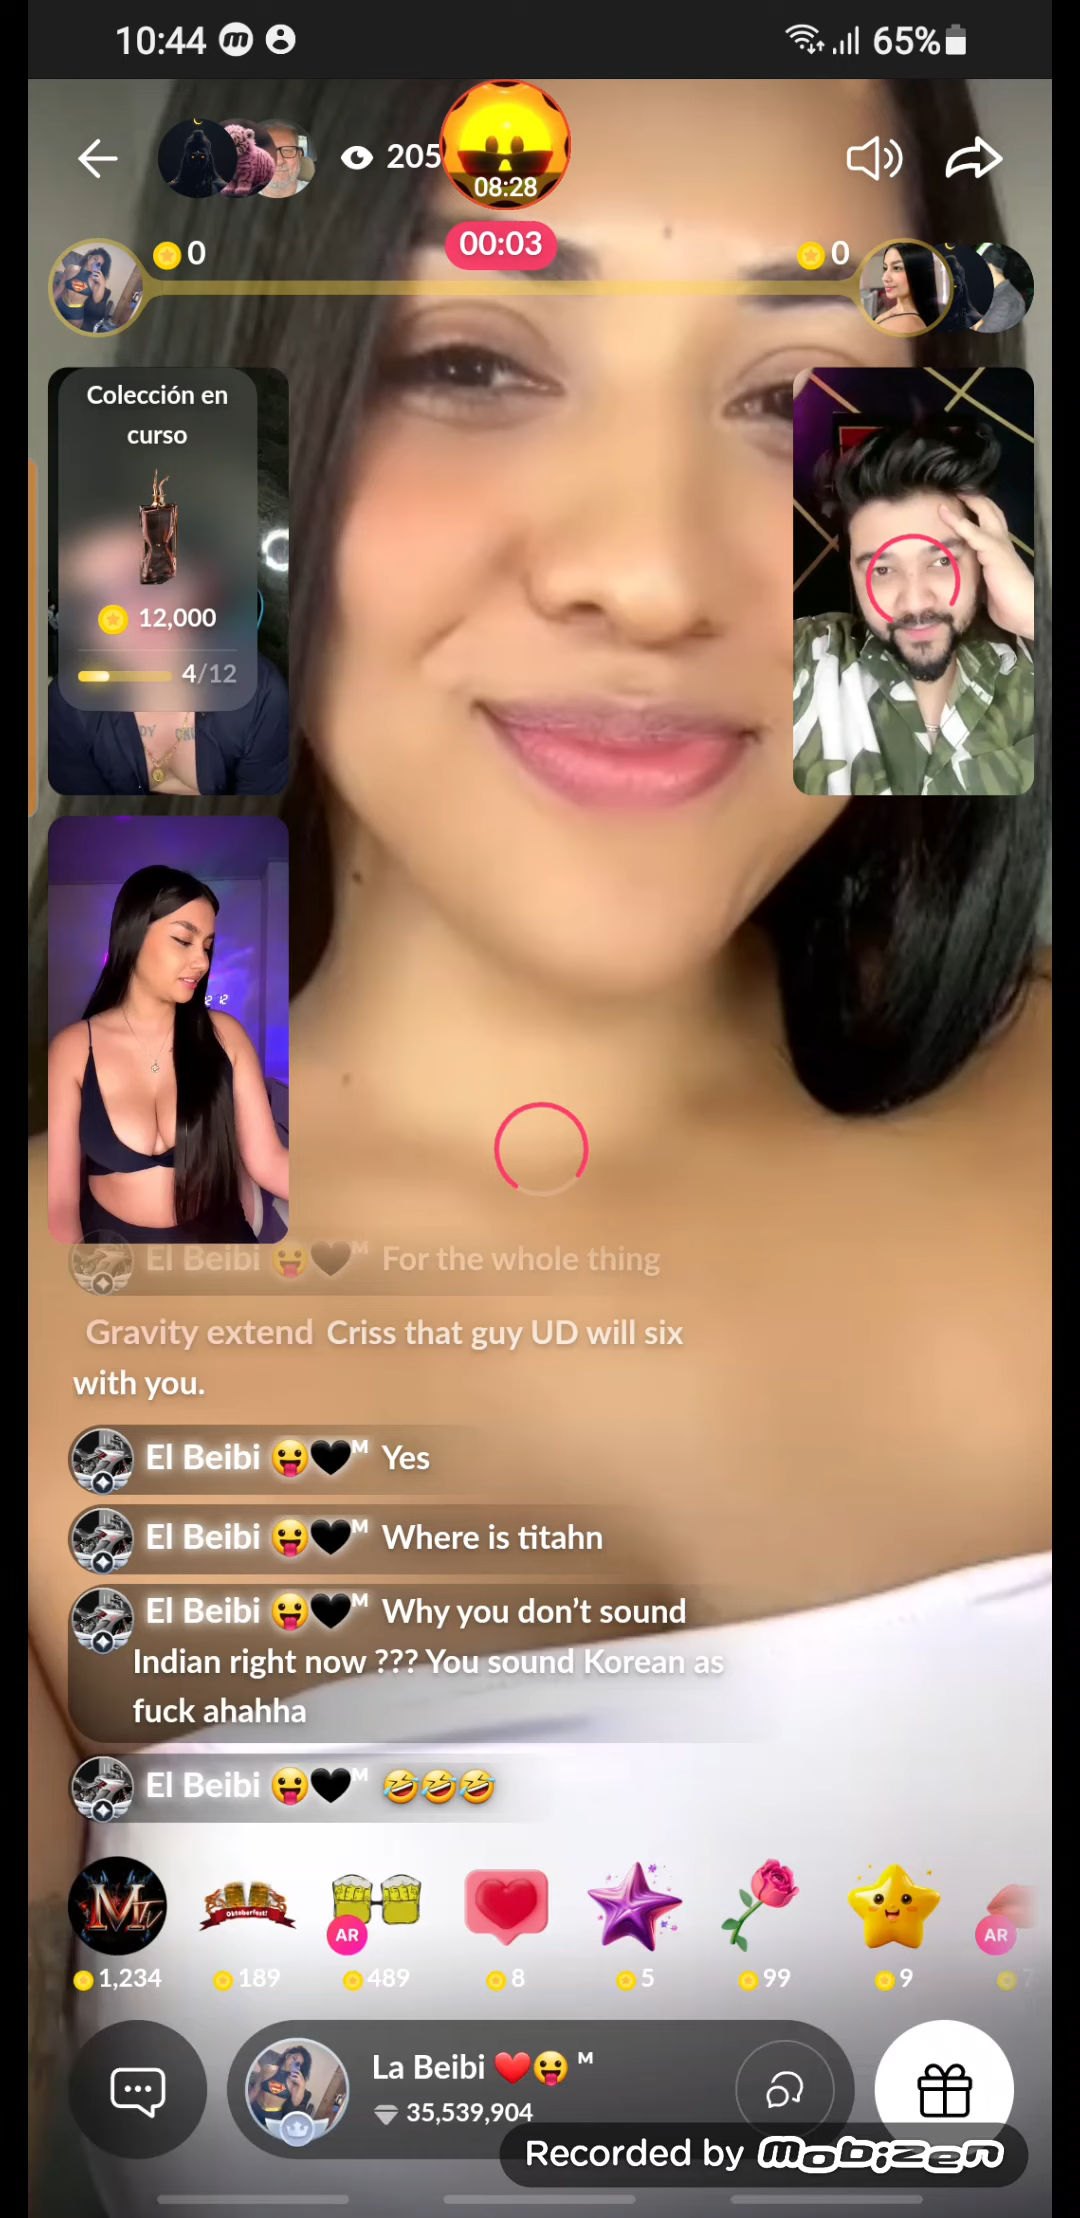 10:44
65%
205
08:28
00:03
0
0
Colección en
curso
12,000
4/12
El Beibi 😛🖤ᴹ For the whole thing
Gravity extend Criss that guy UD will six
with you.
El Beibi 😛🖤ᴹ Yes
El Beibi 😛🖤ᴹ Where is titahn
El Beibi 😛🖤ᴹ Why you don’t sound
Indian right now ??? You sound Korean as
fuck ahahha
El Beibi 😛🖤ᴹ 🤣🤣🤣
Oktoberfest!
AR
AR
1,234
189
489
8
5
99
9
7
La Beibi ❤️😛 ᴹ
35,539,904
Recorded by mobizen